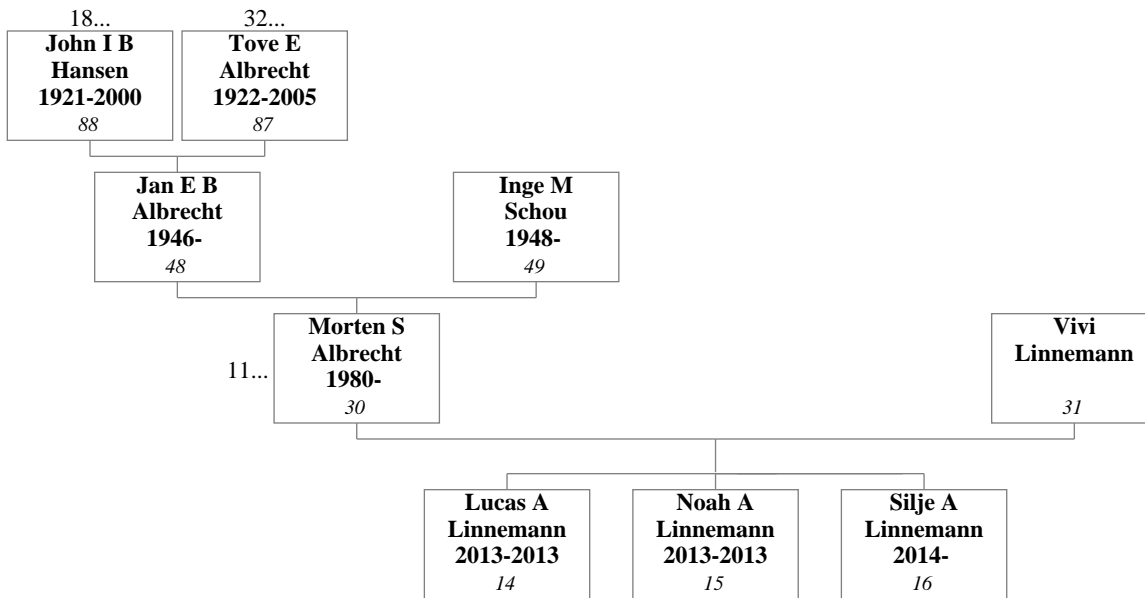 18...
32...
John I B
Hansen
1921-2000
88
Tove E
Albrecht
1922-2005
87
Jan E B
Albrecht
1946-
48
Inge M
Schou
1948-
49
11...
Morten S
Albrecht
1980-
30
Vivi
Linnemann
31
Lucas A
Linnemann
2013-2013
14
Noah A
Linnemann
2013-2013
15
Silje A
Linnemann
2014-
16